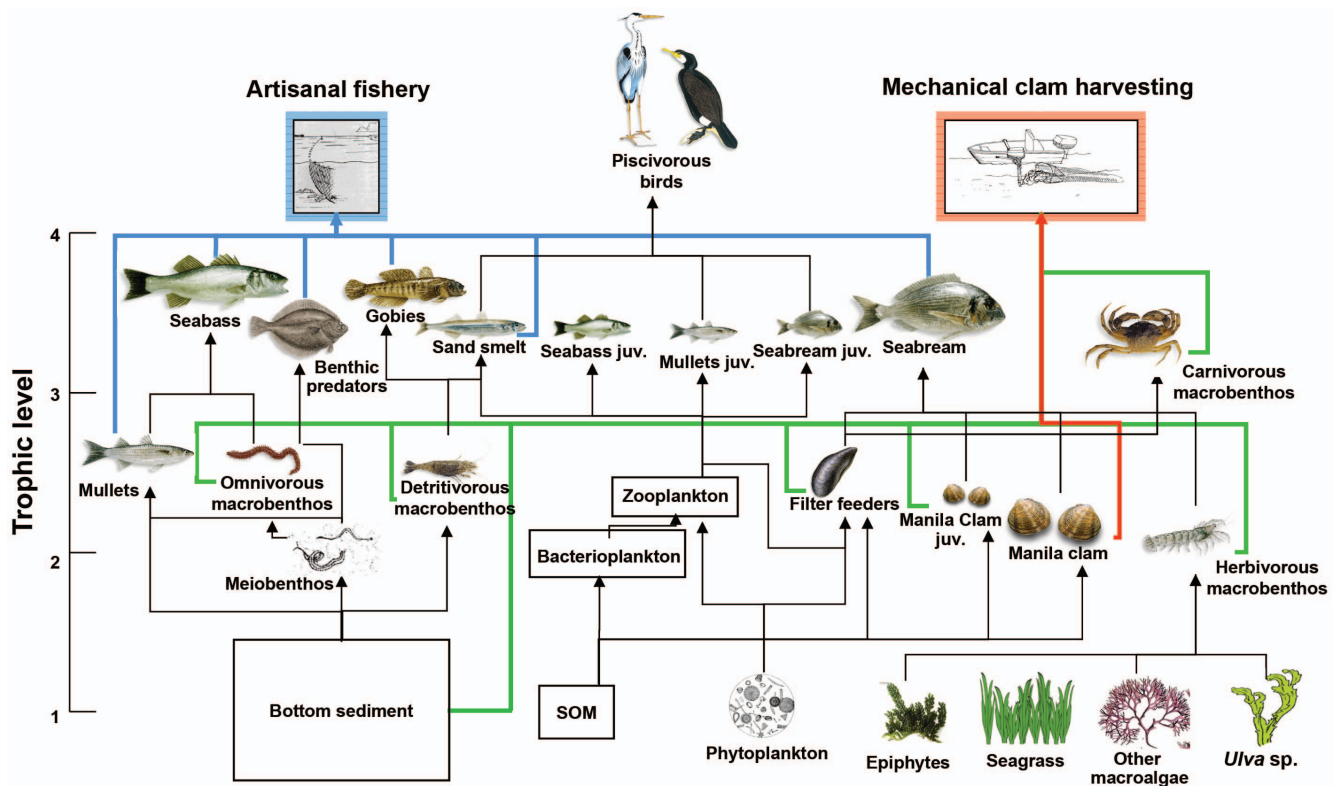 Artisanal fishery
Mechanical clam harvesting
Piscivorous
birds
Trophic level
4
3
2
1
Seabass
Benthic
predators
Gobies
Sand smelt
Seabass juv.
Mullets juv.
Seabream juv.
Seabream
Carnivorous
macrobenthos
Mullets
Omnivorous
macrobenthos
Detritivorous
macrobenthos
Zooplankton
Filter feeders
Manila Clam
juv.
Manila clam
Herbivorous
macrobenthos
Meiobenthos
Bacterioplankton
Bottom sediment
SOM
Phytoplankton
Epiphytes
Seagrass
Other
macroalgae
Ulva sp.